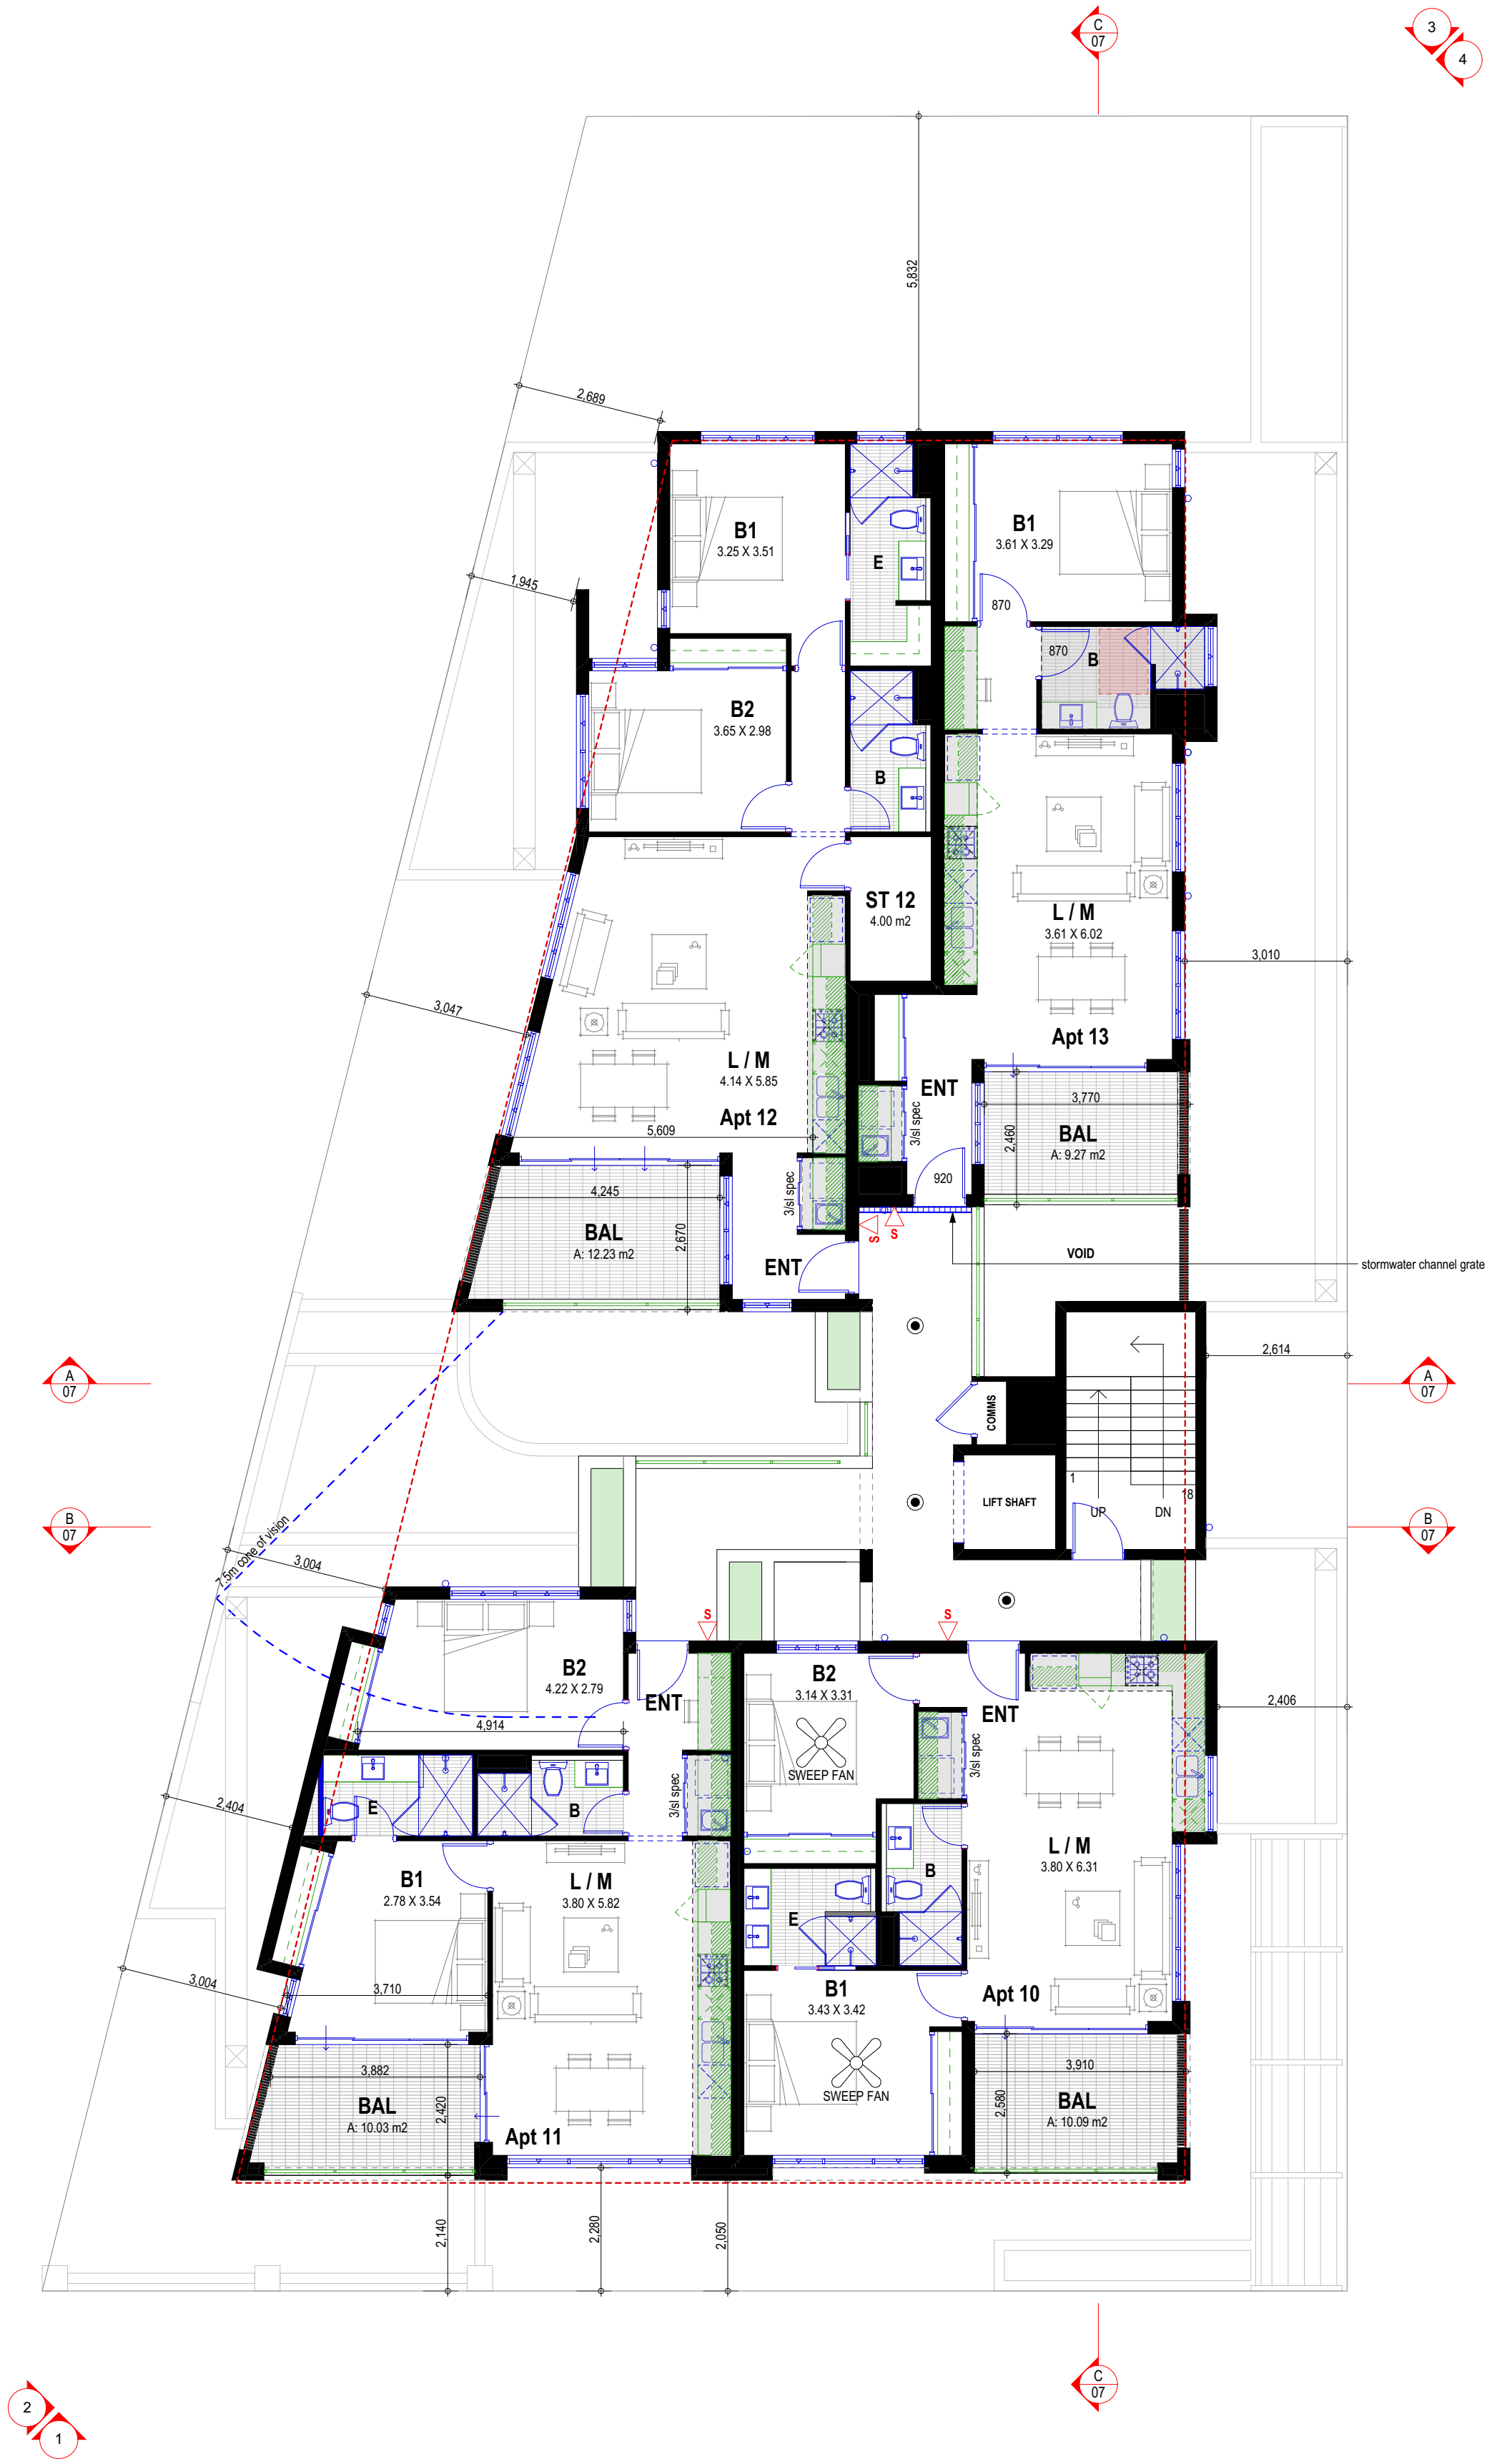 C
07
3
4
5,832
2,689
B1
3.25 X 3.51
E
B1
3.61 X 3.29
870
1,945
870
B
B2
3.65 X 2.98
B
ST 12
4.00 m2
L / M
3.61 X 6.02
3,010
3,047
Apt 13
L / M
4.14 X 5.85
ENT
3,770
Apt 12
3/sl spec
2,460
BAL
A: 9.27 m2
5,609
920
4,245
3/sl spec
BAL
A: 12.23 m2
2,670
S
S
VOID
ENT
stormwater channel grate
2,614
A
07
A
07
COMMS
1
18
LIFT SHAFT
UP
DN
B
07
B
07
7.5m cone of vision
3,004
S
S
B2
4.22 X 2.79
B2
3.14 X 3.31
ENT
ENT
2,406
4,914
SWEEP FAN
3/sl spec
3/sl spec
2,404
E
B
L / M
3.80 X 6.31
B1
2.78 X 3.54
L / M
3.80 X 5.82
B
E
3,004
3,710
B1
3.43 X 3.42
Apt 10
3,882
3,910
SWEEP FAN
BAL
A: 10.03 m2
2,420
2,580
BAL
A: 10.09 m2
Apt 11
2,140
2,280
2,050
C
07
2
1